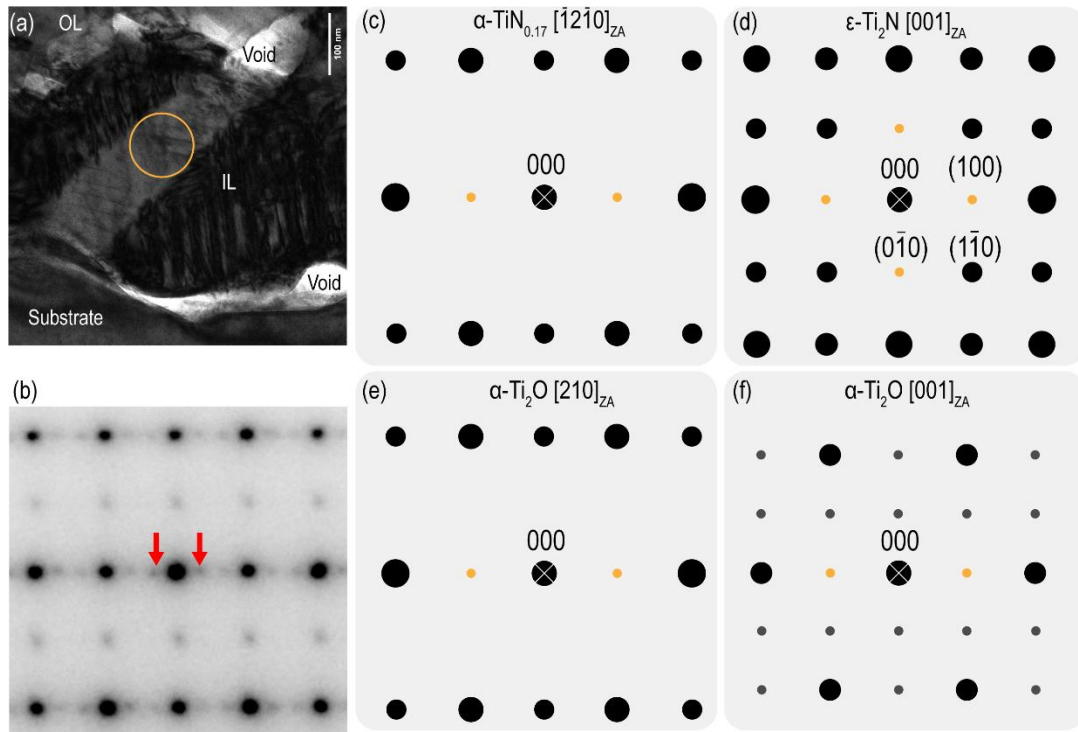 (a)
OL
Void
100 nm
IL
Void
Substrate
(b)
(c)
α-TiN₀.₁₇ [1̄21̄0]ZA
000
(d)
ε-Ti₂N [001]ZA
000
(100)
(01̄0)
(11̄0)
(e)
α-Ti₂O [210]ZA
000
(f)
α-Ti₂O [001]ZA
000